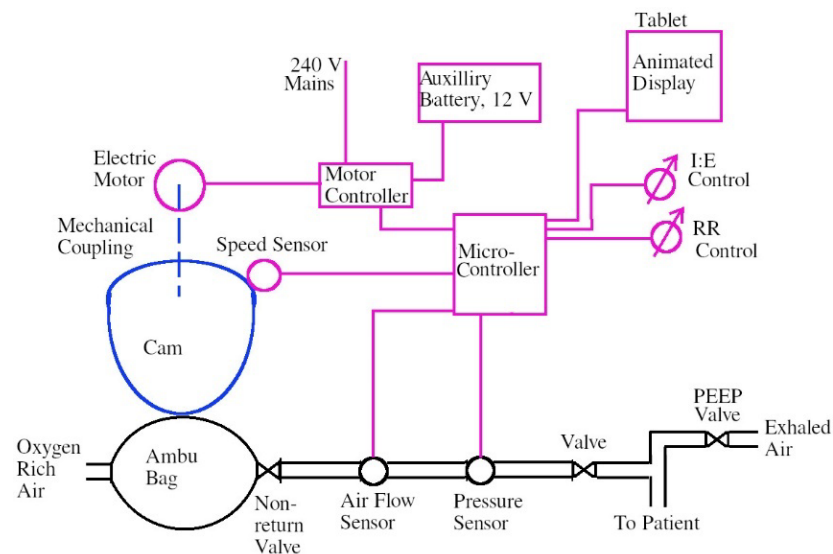 Tablet
Animated
Display
240 V
Mains
Auxilliry
Battery, 12 V
Electric
Motor
Motor
Controller
I:E
Control
Mechanical
Coupling
Speed Sensor
Micro-
Controller
RR
Control
Cam
PEEP
Valve
Oxygen
Rich
Air
Ambu
Bag
Valve
Exhaled
Air
Non-
return
Valve
Air Flow
Sensor
Pressure
Sensor
To Patient